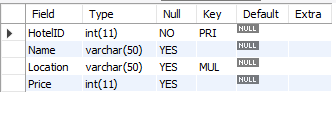 Field Type Null Key Default Extra
HotelID int(11) NO PRI NULL
Name varchar(50) YES NULL
Location varchar(50) YES MUL NULL
Price int(11) YES NULL